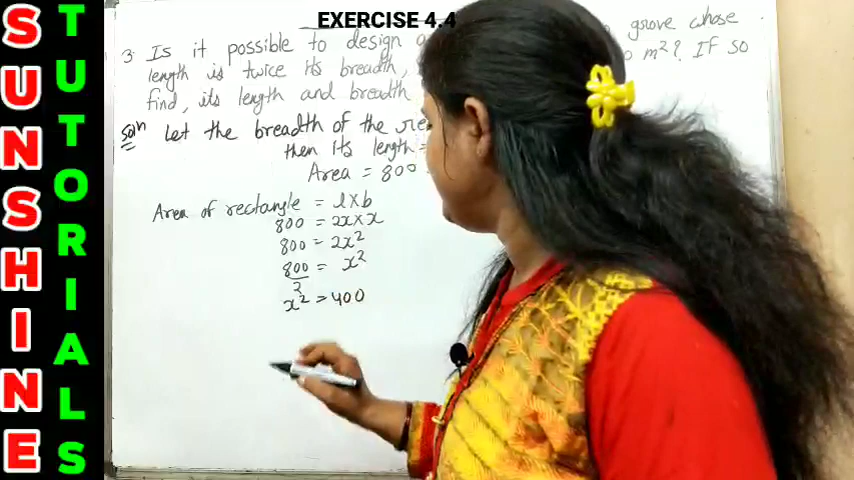 SUNSHINE
TUTORIALS
EXERCISE 4.4
3. Is it possible to design a grove whose
length is twice its breadth, m²? If so
find, its length and breadth
Soln Let the breadth of the
then its length =
Area = 800
Area of rectangle = l×b
800 = 2x×x
800 = 2x²
800/2 = x²
x² = 400